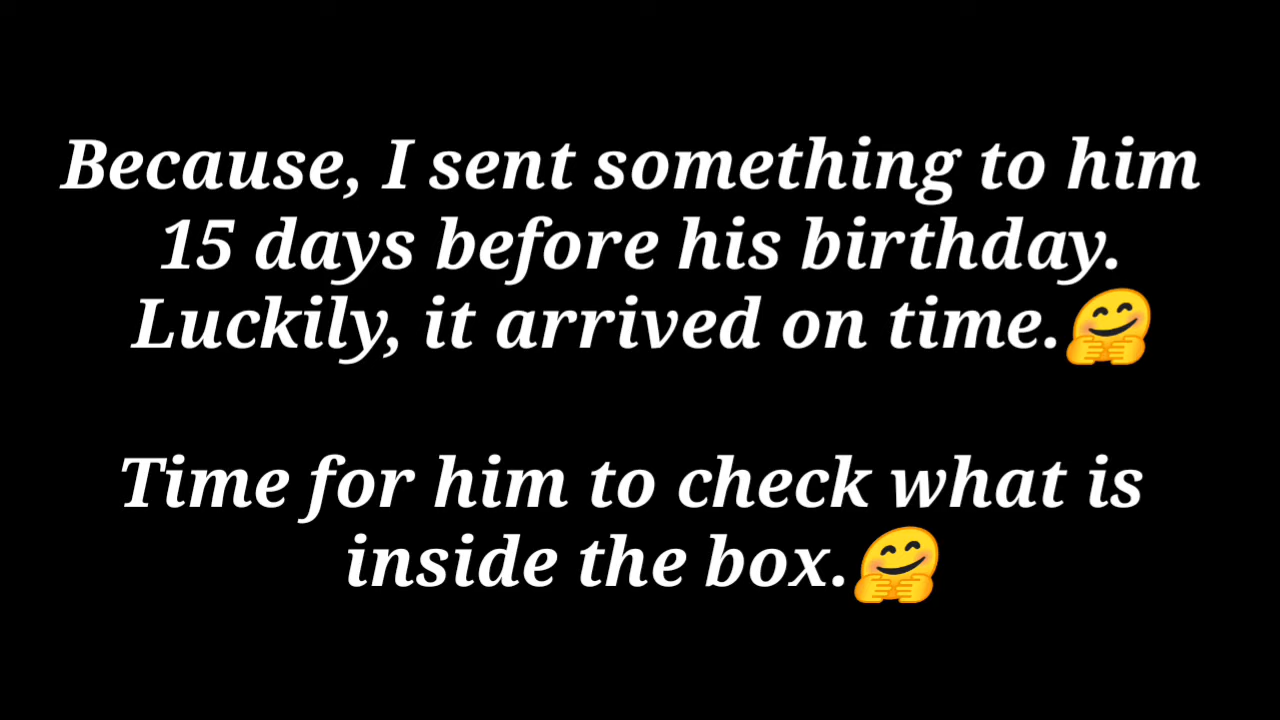 Because, I sent something to him
15 days before his birthday.
Luckily, it arrived on time.🤗
Time for him to check what is
inside the box.🤗